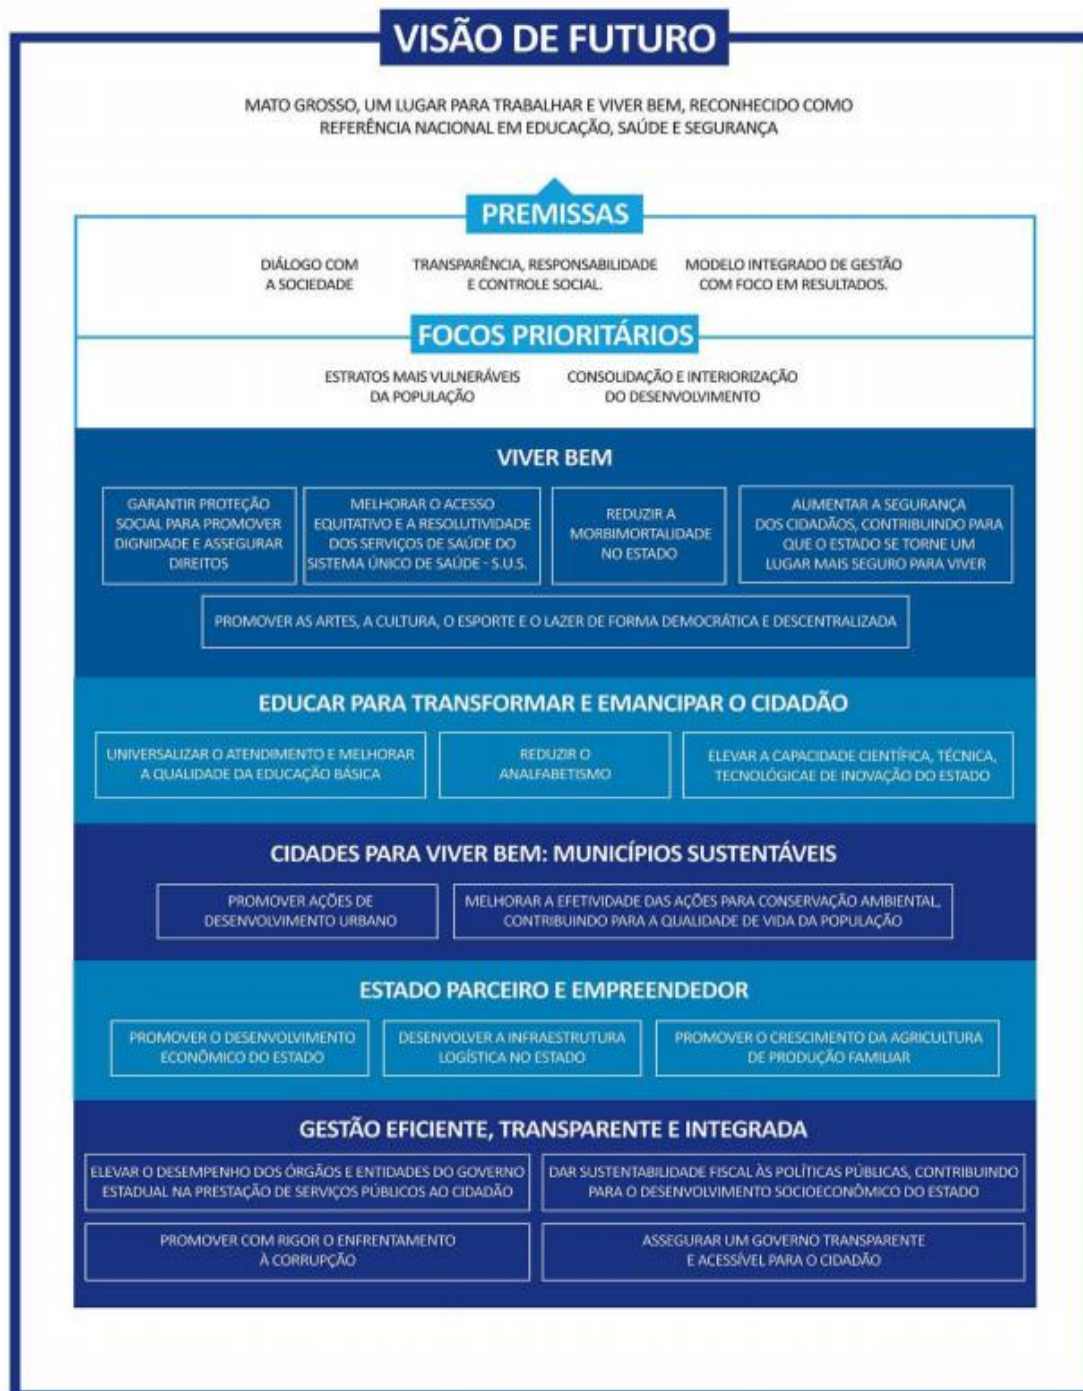 VISÃO DE FUTURO
MATO GROSSO, UM LUGAR PARA TRABALHAR E VIVER BEM, RECONHECIDO COMO
REFERÊNCIA NACIONAL EM EDUCAÇÃO, SAÚDE E SEGURANÇA
PREMISSAS
DIÁLOGO COM
A SOCIEDADE
TRANSPARÊNCIA, RESPONSABILIDADE
E CONTROLE SOCIAL.
MODELO INTEGRADO DE GESTÃO
COM FOCO EM RESULTADOS.
FOCOS PRIORITÁRIOS
ESTRATOS MAIS VULNERÁVEIS
DA POPULAÇÃO
CONSOLIDAÇÃO E INTERIORIZAÇÃO
DO DESENVOLVIMENTO
VIVER BEM
GARANTIR PROTEÇÃO
SOCIAL PARA PROMOVER
DIGNIDADE E ASSEGURAR
DIREITOS
MELHORAR O ACESSO
EQUITATIVO E A RESOLUTIVIDADE
DOS SERVIÇOS DE SAÚDE DO
SISTEMA ÚNICO DE SAÚDE - S.U.S.
REDUZIR A
MORBIMORTALIDADE
NO ESTADO
AUMENTAR A SEGURANÇA
DOS CIDADÃOS, CONTRIBUINDO PARA
QUE O ESTADO SE TORNE UM
LUGAR MAIS SEGURO PARA VIVER
PROMOVER AS ARTES, A CULTURA, O ESPORTE E O LAZER DE FORMA DEMOCRÁTICA E DESCENTRALIZADA
EDUCAR PARA TRANSFORMAR E EMANCIPAR O CIDADÃO
UNIVERSALIZAR O ATENDIMENTO E MELHORAR
A QUALIDADE DA EDUCAÇÃO BÁSICA
REDUZIR O
ANALFABETISMO
ELEVAR A CAPACIDADE CIENTÍFICA, TÉCNICA,
TECNOLÓGICAE DE INOVAÇÃO DO ESTADO
CIDADES PARA VIVER BEM: MUNICÍPIOS SUSTENTÁVEIS
PROMOVER AÇÕES DE
DESENVOLVIMENTO URBANO
MELHORAR A EFETIVIDADE DAS AÇÕES PARA CONSERVAÇÃO AMBIENTAL,
CONTRIBUINDO PARA A QUALIDADE DE VIDA DA POPULAÇÃO
ESTADO PARCEIRO E EMPREENDEDOR
PROMOVER O DESENVOLVIMENTO
ECONÔMICO DO ESTADO
DESENVOLVER A INFRAESTRUTURA
LOGÍSTICA NO ESTADO
PROMOVER O CRESCIMENTO DA AGRICULTURA
DE PRODUÇÃO FAMILIAR
GESTÃO EFICIENTE, TRANSPARENTE E INTEGRADA
ELEVAR O DESEMPENHO DOS ÓRGÃOS E ENTIDADES DO GOVERNO
ESTADUAL NA PRESTAÇÃO DE SERVIÇOS PÚBLICOS AO CIDADÃO
DAR SUSTENTABILIDADE FISCAL ÀS POLÍTICAS PÚBLICAS, CONTRIBUINDO
PARA O DESENVOLVIMENTO SOCIOECONÔMICO DO ESTADO
PROMOVER COM RIGOR O ENFRENTAMENTO
À CORRUPÇÃO
ASSEGURAR UM GOVERNO TRANSPARENTE
E ACESSÍVEL PARA O CIDADÃO